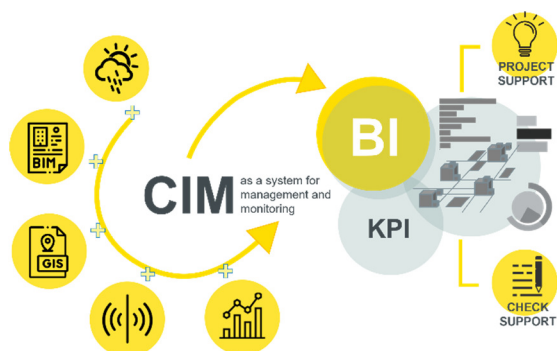 PROJECT
SUPPORT
BI
BIM
CIM
as a system for
management and
monitoring
KPI
GIS
CHECK
SUPPORT